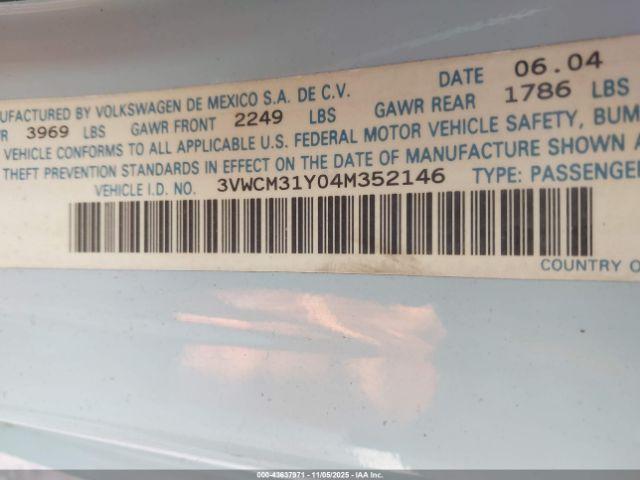 DATE 06.04
UFACTURED BY VOLKSWAGEN DE MEXICO S.A. DE C.V.
R 3969 LBS GAWR FRONT 2249 LBS GAWR REAR 1786 LBS
VEHICLE CONFORMS TO ALL APPLICABLE U.S. FEDERAL MOTOR VEHICLE SAFETY, BUM
THEFT PREVENTION STANDARDS IN EFFECT ON THE DATE OF MANUFACTURE SHOWN A
VEHICLE I.D. NO. 3VWCM31Y04M352146 TYPE: PASSENGER
COUNTRY O
000-43637971 - 11/05/2025 - IAA Inc.